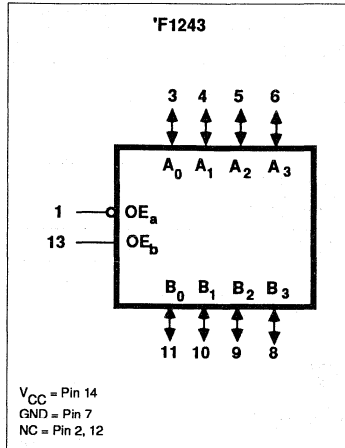 'F1243
3 4 5 6
A0 A1 A2 A3
1 OEa
13 OEb
B0 B1 B2 B3
11 10 9 8
VCC = Pin 14
GND = Pin 7
NC = Pin 2, 12